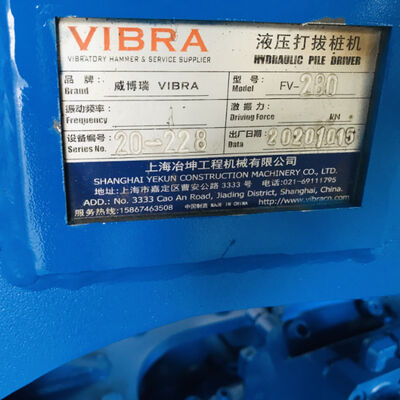 VIBRA
VIBRATORY HAMMER & SERVICE SUPPLIER
液压打拔桩机
HYDRAULIC PILE DRIVER
品牌: Brand 威博瑞 VIBRA
型号: Model FV-280
振动频率: Frequency
激振力: Driving Force kN
设备编号: Series No. 20-228
出厂日期: Date 20201015
上海冶坤工程机械有限公司
SHANGHAI YEKUN CONSTRUCTION MACHINERY CO., LTD
地址:上海市嘉定区曹安公路 3333 号 电话:021-69111795
ADD.: No. 3333 Cao An Road, Jiading District, Shanghai, China.
服务热线:15867463508 中国制造 MADE IN CHINA http://www.vibracn.com